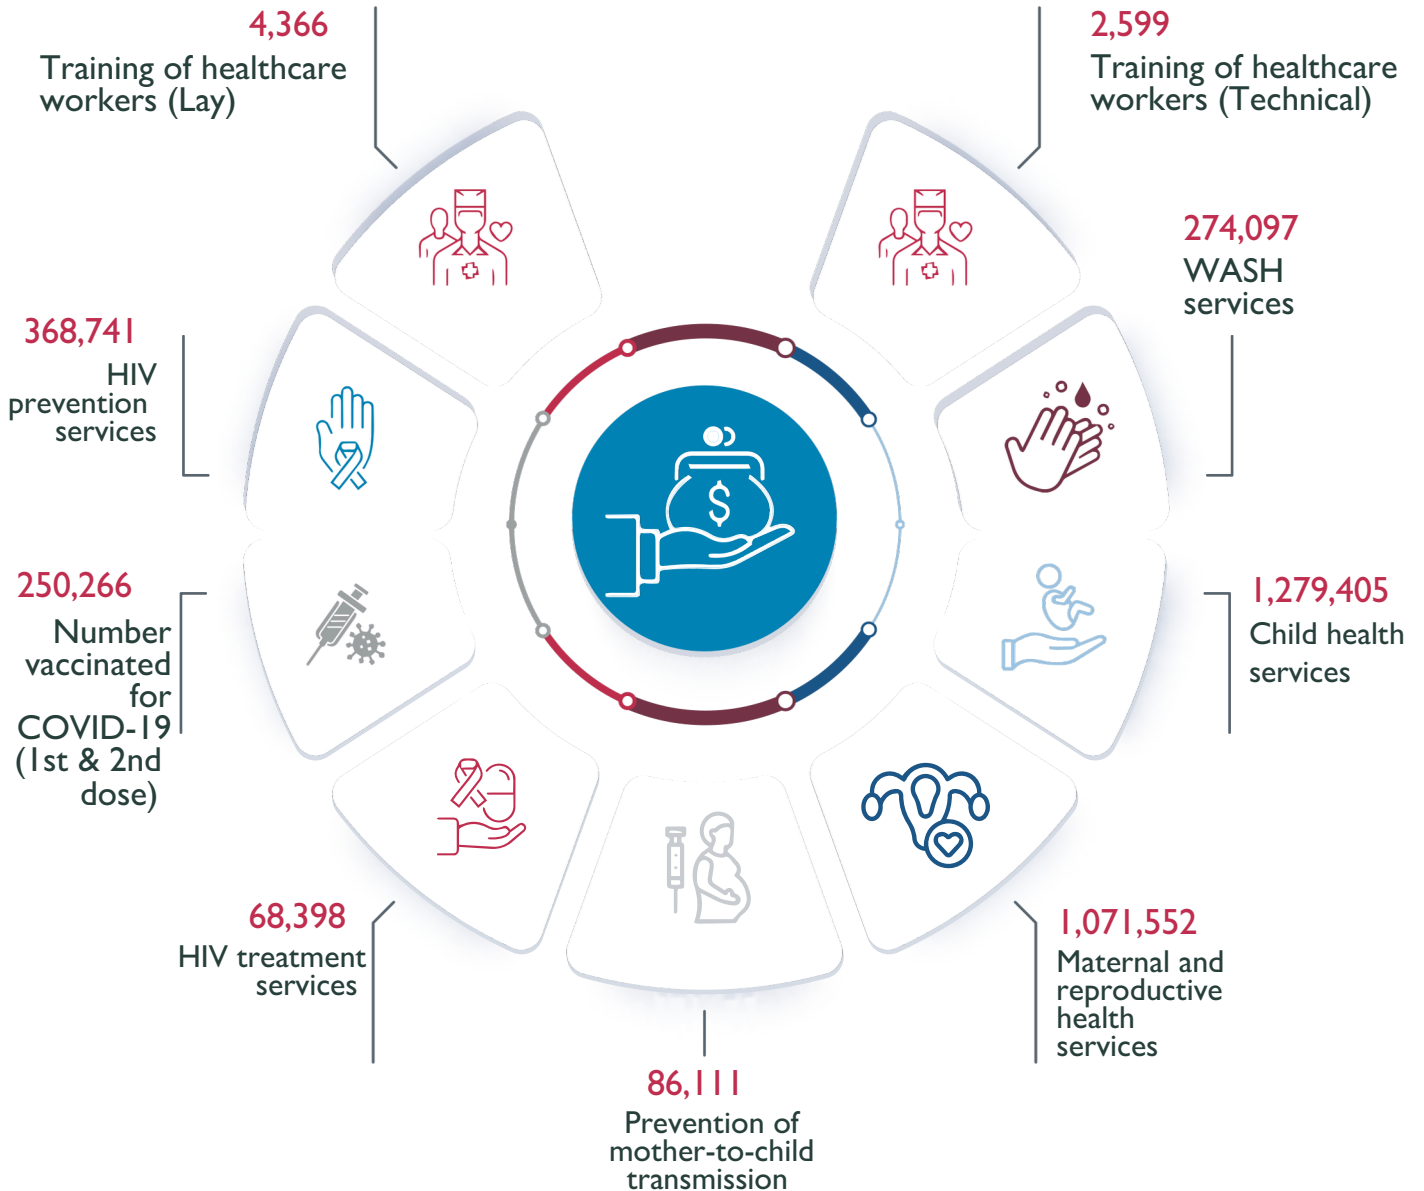 4,366
Training of healthcare
workers (Lay)
2,599
Training of healthcare
workers (Technical)
274,097
WASH
services
368,741
HIV
prevention
services
250,266
Number
vaccinated
for
COVID-19
(1st & 2nd
dose)
1,279,405
Child health
services
68,398
HIV treatment
services
1,071,552
Maternal and
reproductive
health
services
86,111
Prevention of
mother-to-child
transmission
$